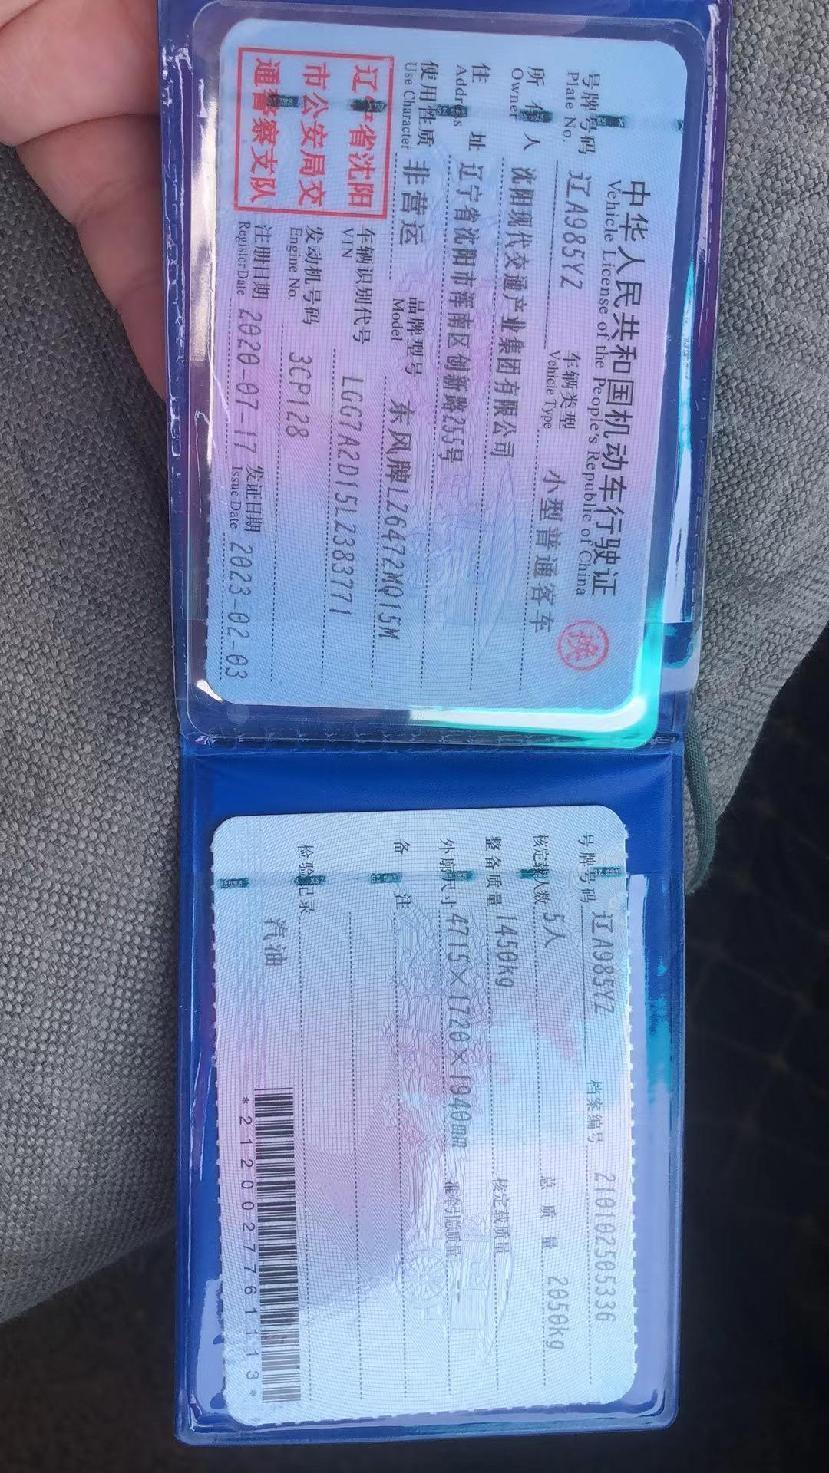 中华人民共和国机动车行驶证
Vehicle License of the People's Republic of China
号牌号码 辽A985YZ 车辆类型 小型普通客车
Plate No. Vehicle Type
所有人 沈阳现代交通产业集团有限公司
Owner
住址 辽宁省沈阳市浑南区创新路255号
Address
使用性质 非营运 品牌型号 东风牌LZ6472MQ15M
Use Character Model
辽宁省沈阳
市公安局交
通警察支队
车辆识别代号 LGG7A2D15LZ383771
VIN
发动机号码 3CP128
Engine No.
注册日期 2020-07-17 发证日期 2023-02-03
Register Date Issue Date
换
号牌号码 辽A985YZ 档案编号 210102505336
核定载人数 5人 总质量 2050kg
整备质量 1450kg 核定载质量 --
外廓尺寸 4715×1720×1940mm 准牵引总质量 --
备注
检验记录
汽油
*2120027761113*